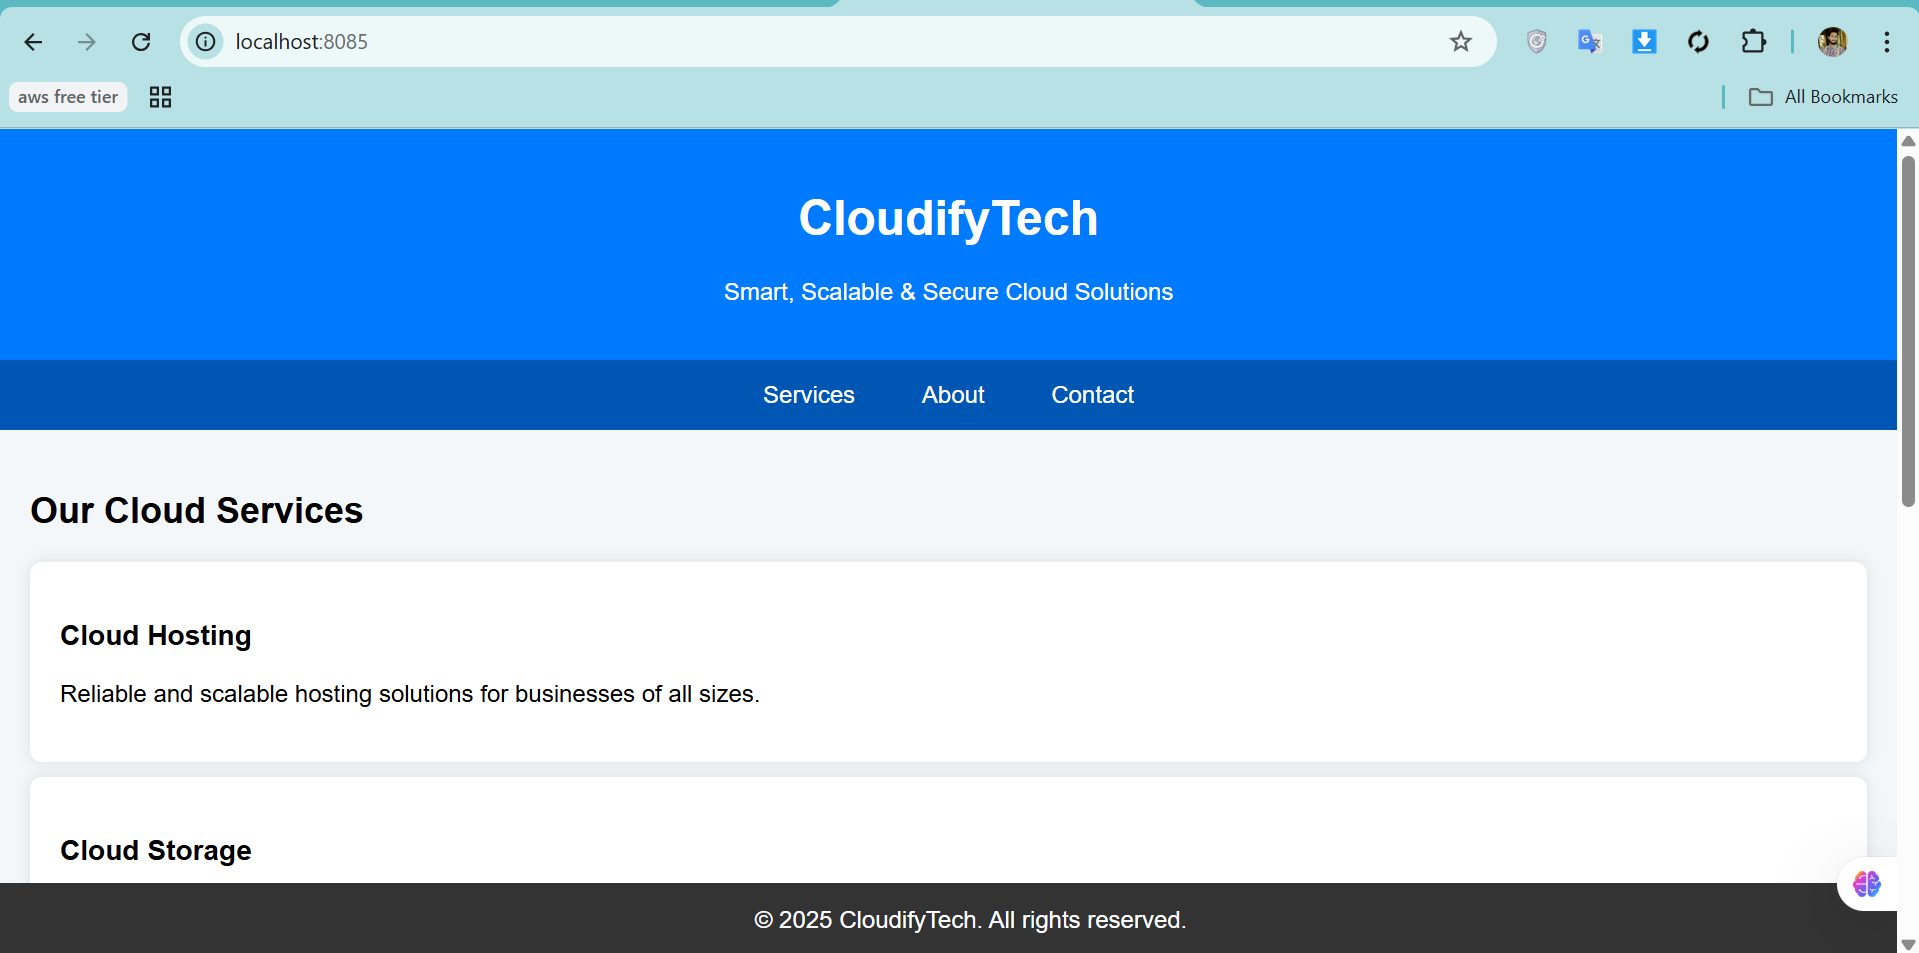 localhost:8085
aws free tier
All Bookmarks
CloudifyTech
Smart, Scalable & Secure Cloud Solutions
Services About Contact
Our Cloud Services
Cloud Hosting
Reliable and scalable hosting solutions for businesses of all sizes.
Cloud Storage
© 2025 CloudifyTech. All rights reserved.